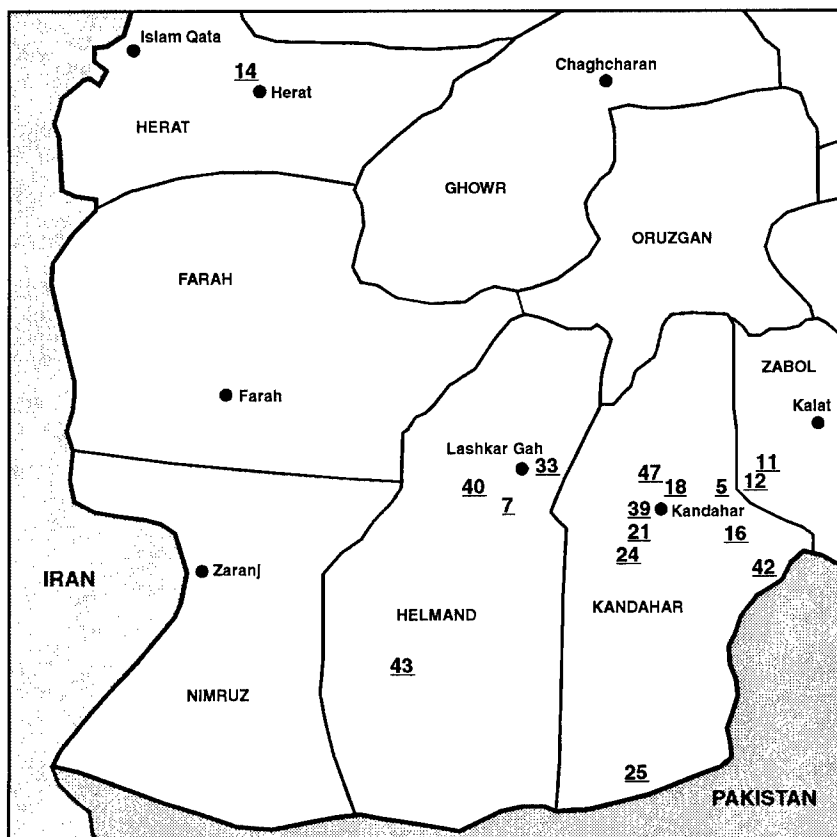 Islam Qata
14
Herat
HERAT
Chaghcharan
GHOWR
ORUZGAN
FARAH
Farah
ZABOL
Kalat
Lashkar Gah
33
40
7
47
18
5
11
12
39
Kandahar
21
16
24
42
IRAN
Zaranj
HELMAND
KANDAHAR
43
NIMRUZ
25
PAKISTAN